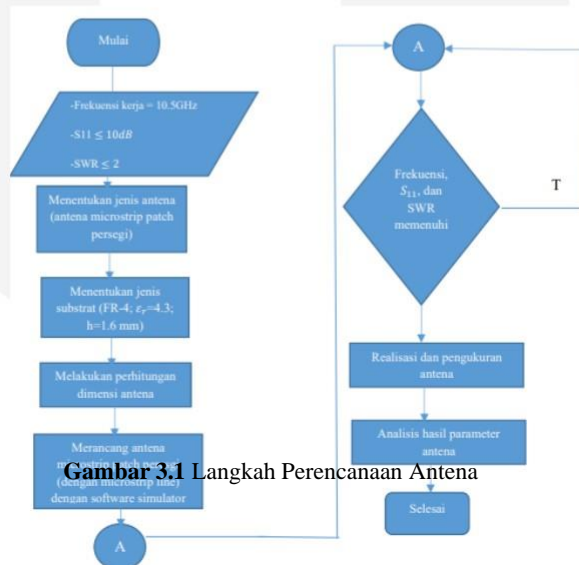 Mulai
-Frekuensi kerja = 10.5GHz
-S11 ≤ 10dB
-SWR ≤ 2
Menentukan jenis antena
(antena microstrip patch
persegi)
Menentukan jenis
substrat (FR-4; εᵣ=4.3;
h=1.6 mm)
Melakukan perhitungan
dimensi antena
Merancang antena
microstrip patch persegi
(dengan microstrip line)
dengan software simulator
A
A
Frekuensi,
S₁₁, dan
SWR
memenuhi
T
Realisasi dan pengukuran
antena
Analisis hasil parameter
antena
Selesai
Gambar 3.1 Langkah Perencanaan Antena